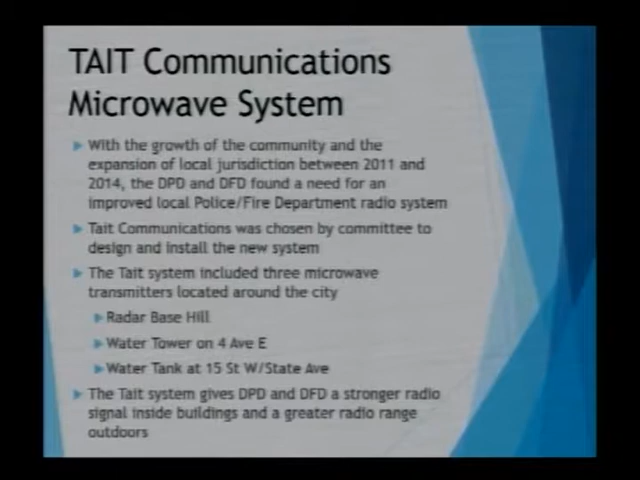 TAIT Communications
Microwave System
With the growth of the community and the
expansion of local jurisdiction between 2011 and
2014, the DPD and DFD found a need for an
improved local Police/Fire Department radio system
Tait Communications was chosen by committee to
design and install the new system
The Tait system included three microwave
transmitters located around the city
Radar Base Hill
Water Tower on 4 Ave E
Water Tank at 15 St W/State Ave
The Tait system gives DPD and DFD a stronger radio
signal inside buildings and a greater radio range
outdoors